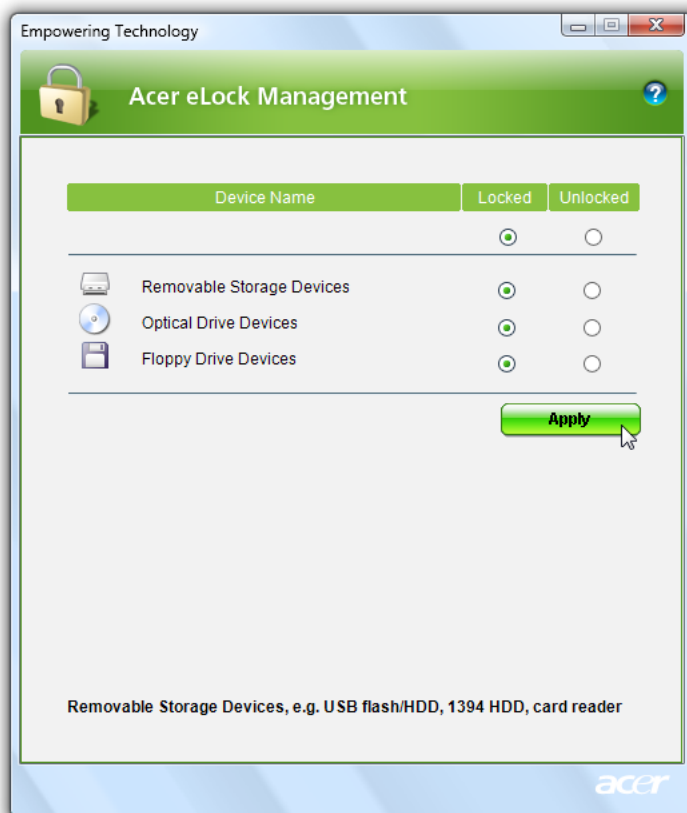 Empowering Technology
Acer eLock Management
?
Device Name Locked Unlocked
Removable Storage Devices
Optical Drive Devices
Floppy Drive Devices
Apply
Removable Storage Devices, e.g. USB flash/HDD, 1394 HDD, card reader
acer